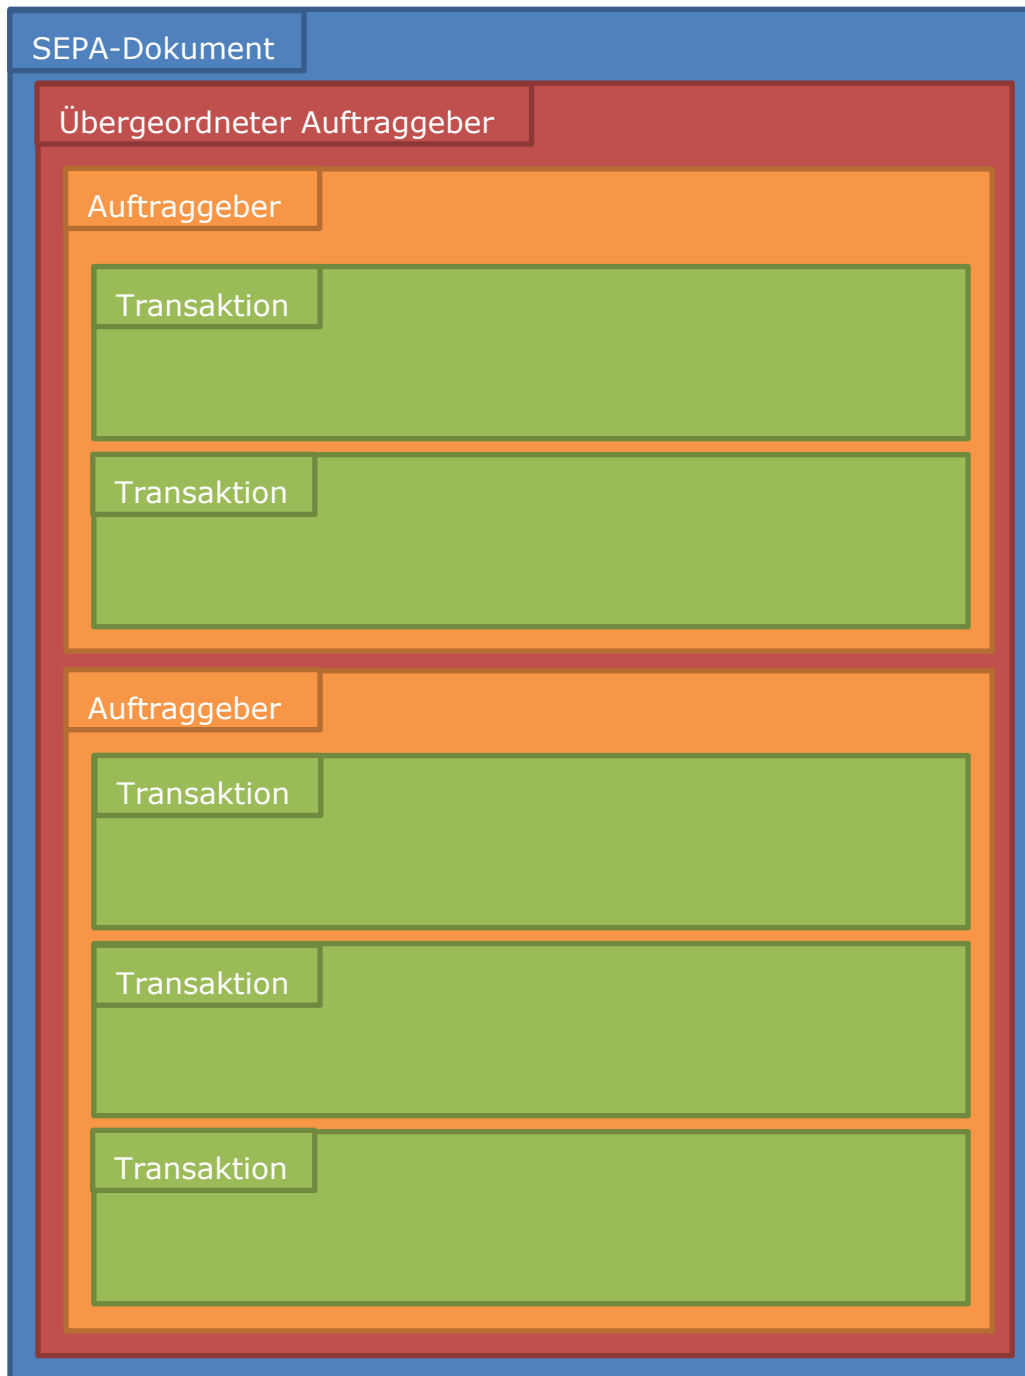 SEPA-Dokument
Übergeordneter Auftraggeber
Auftraggeber
Transaktion
Transaktion
Auftraggeber
Transaktion
Transaktion
Transaktion